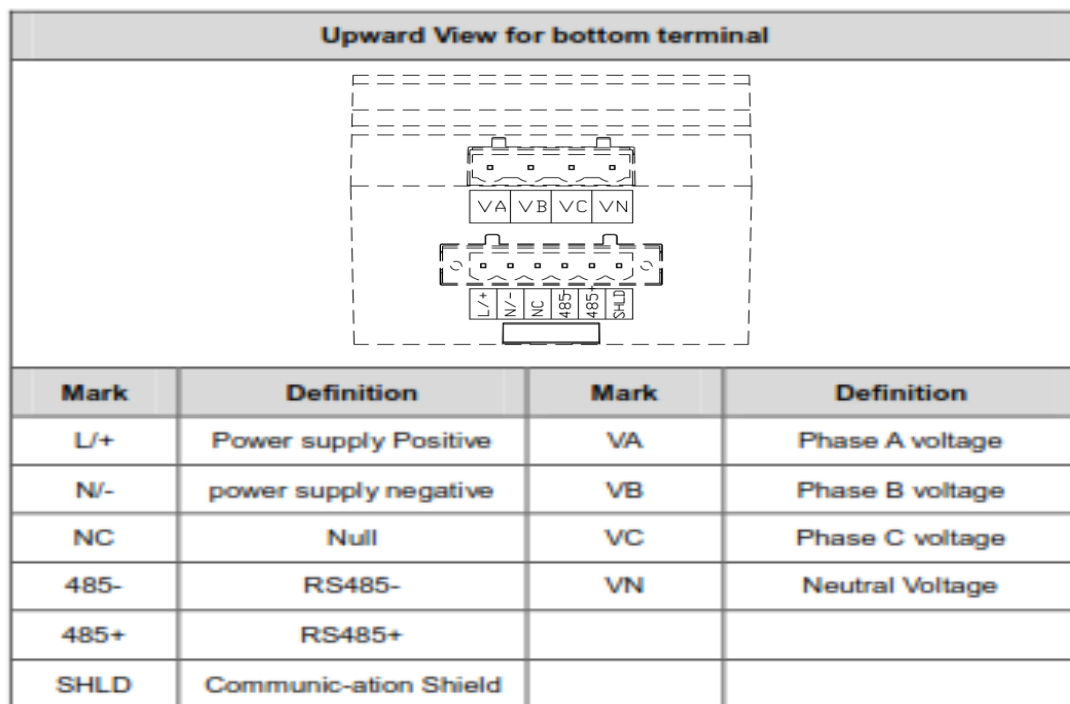 Upward View for bottom terminal
VA VB VC VN
L/+ N/- NC 485- 485+ SHLD
Mark Definition Mark Definition
L/+ Power supply Positive VA Phase A voltage
N/- power supply negative VB Phase B voltage
NC Null VC Phase C voltage
485- RS485- VN Neutral Voltage
485+ RS485+
SHLD Communic-ation Shield